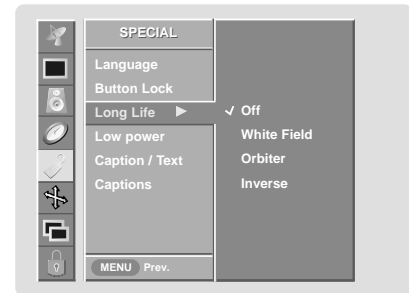 SPECIAL
Language
Button Lock
Long Life ▶
Low power
Caption / Text
Captions
✓ Off
White Field
Orbiter
Inverse
MENU Prev.